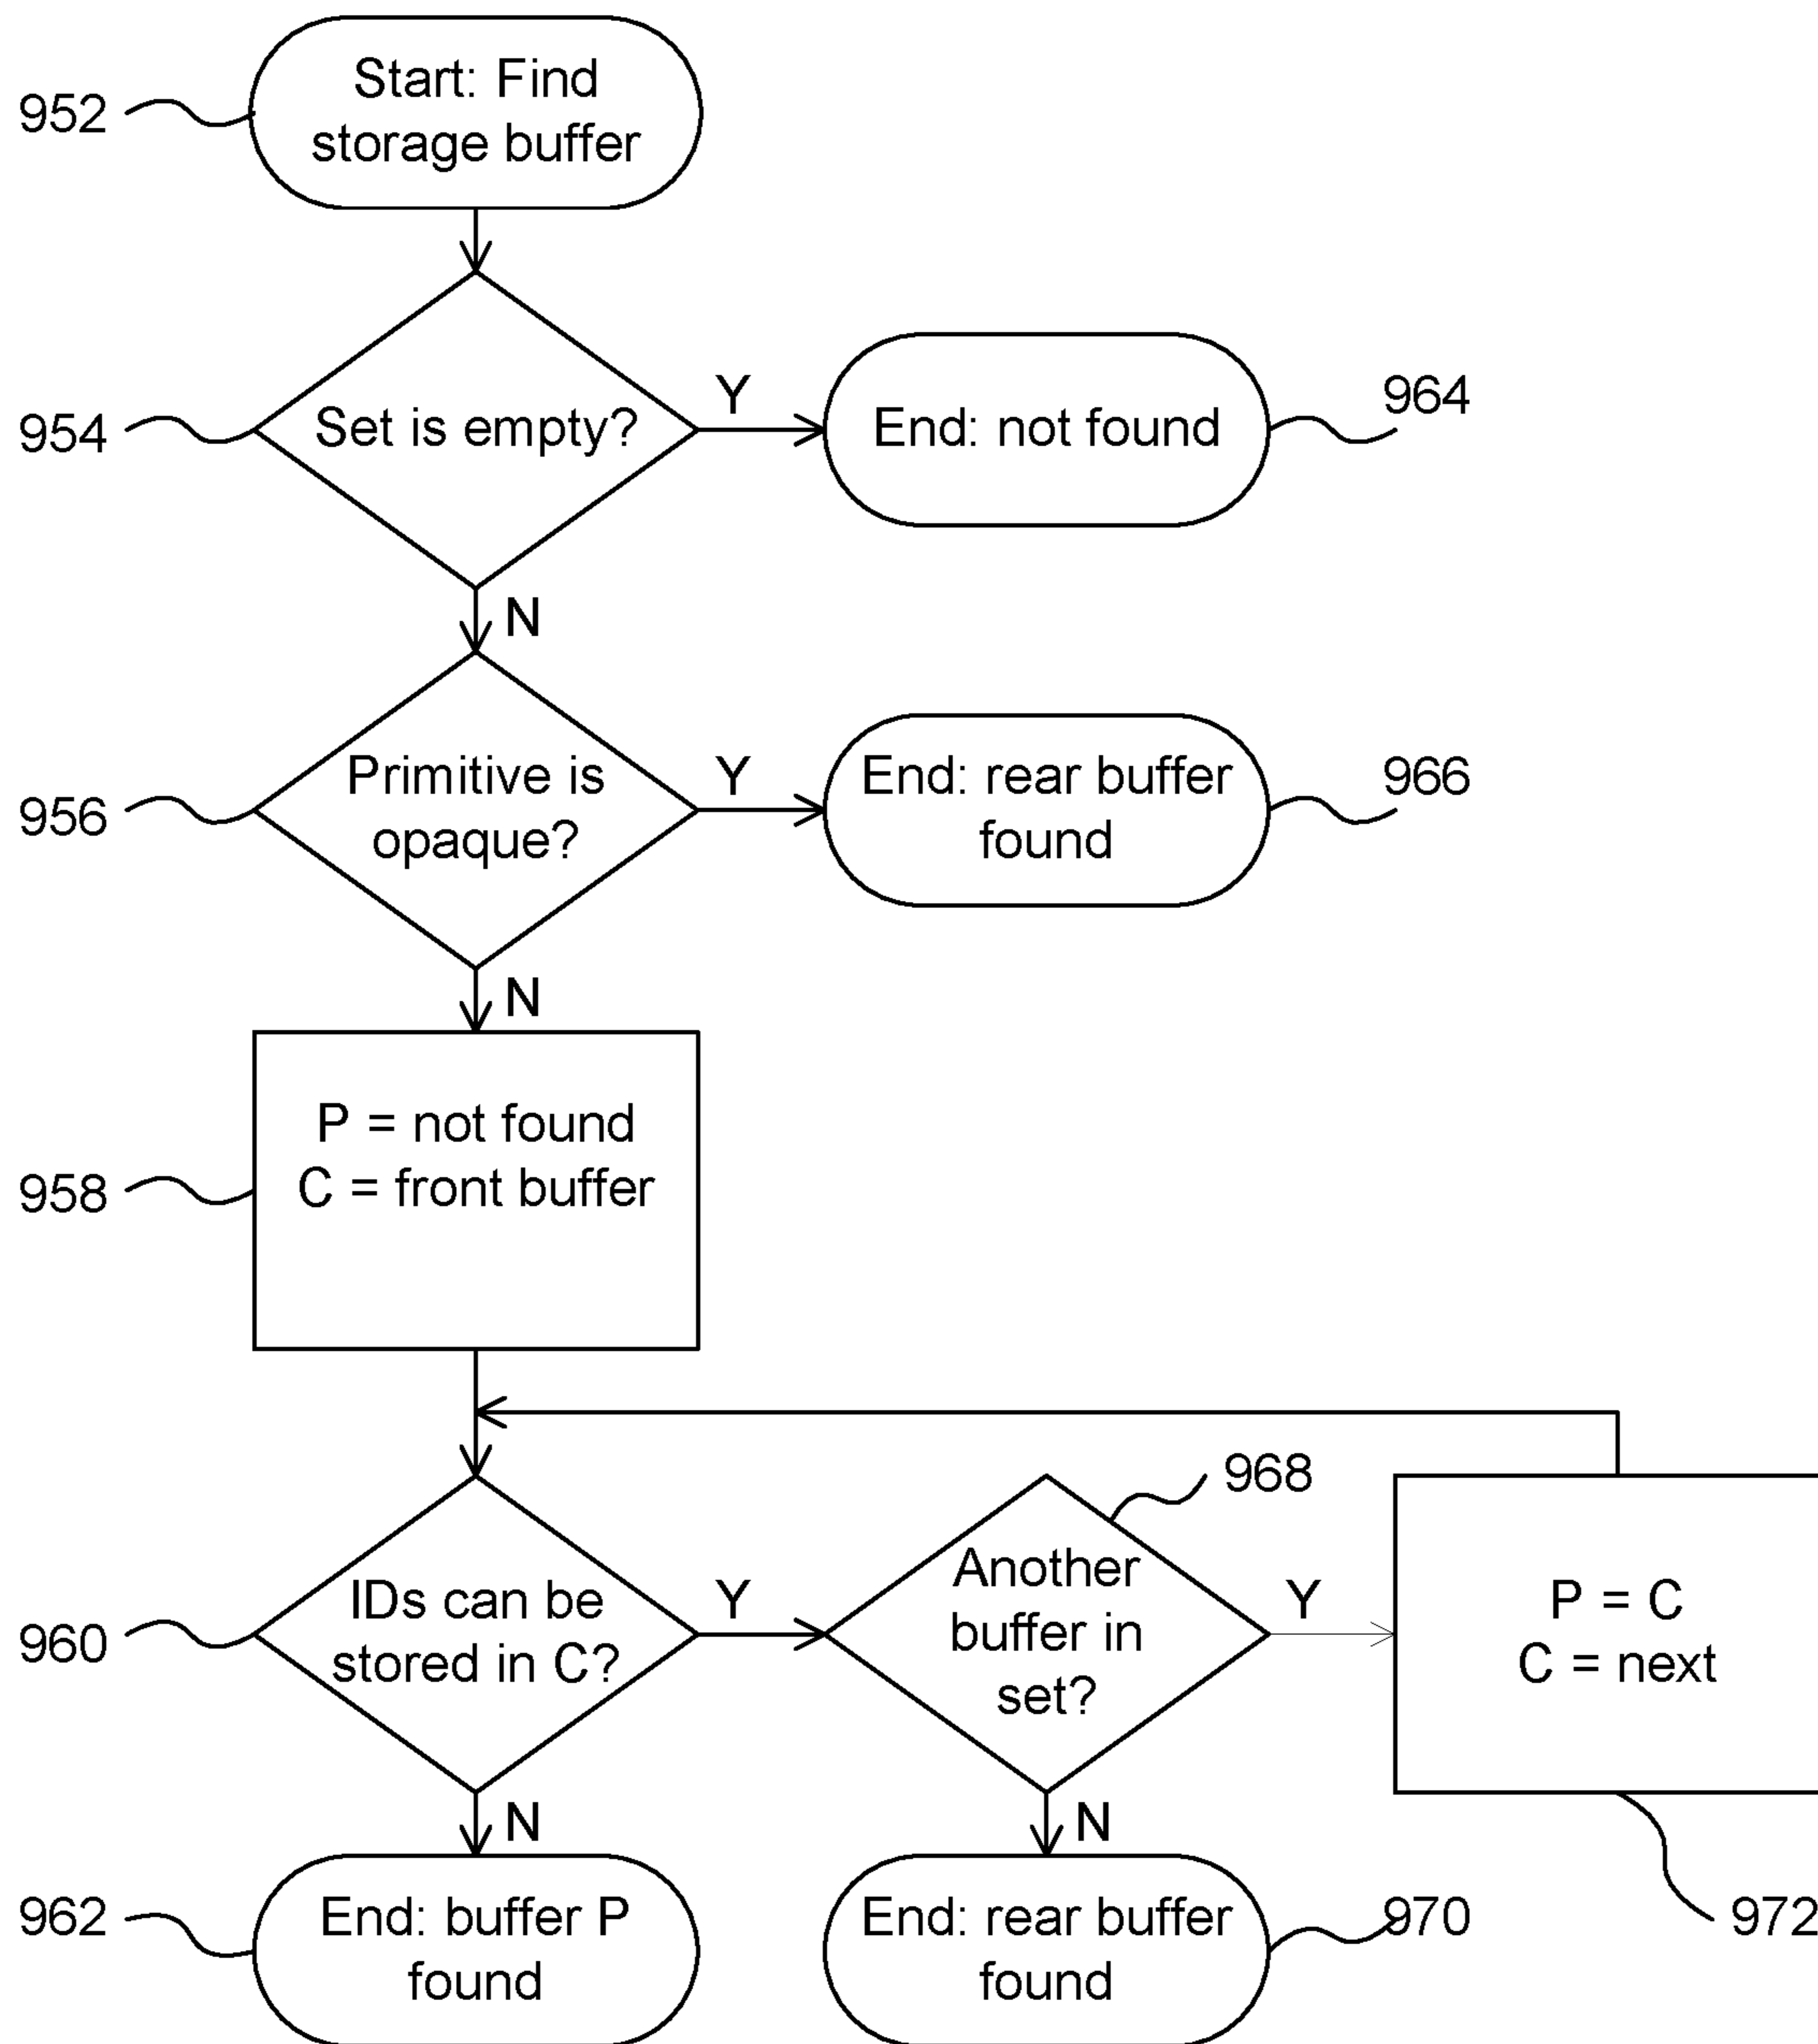 Start: Find
storage buffer
952
Set is empty?
954
Y
End: not found
964
N
Primitive is
opaque?
956
Y
End: rear buffer
found
966
N
P = not found
C = front buffer
958
IDs can be
stored in C?
960
Y
Another
buffer in
set?
968
Y
P = C
C = next
972
N
End: buffer P
found
962
N
End: rear buffer
found
970